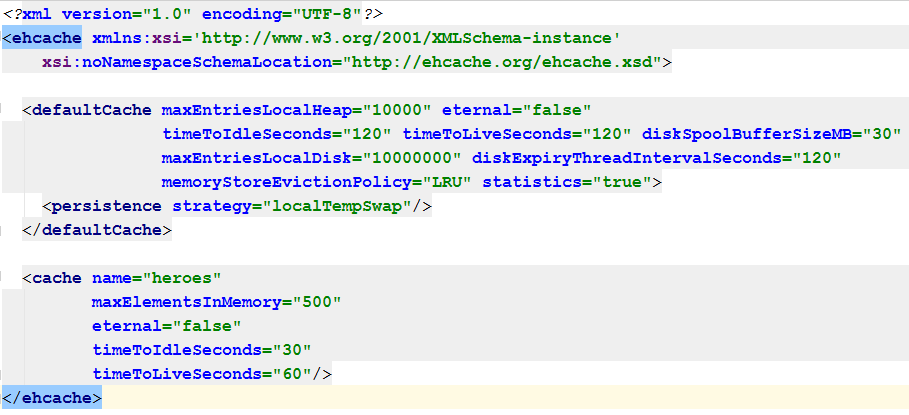 <?xml version="1.0" encoding="UTF-8"?>
<ehcache xmlns:xsi='http://www.w3.org/2001/XMLSchema-instance'
    xsi:noNamespaceSchemaLocation="http://ehcache.org/ehcache.xsd">
  <defaultCache maxEntriesLocalHeap="10000" eternal="false"
                timeToIdleSeconds="120" timeToLiveSeconds="120" diskSpoolBufferSizeMB="30"
                maxEntriesLocalDisk="10000000" diskExpiryThreadIntervalSeconds="120"
                memoryStoreEvictionPolicy="LRU" statistics="true">
    <persistence strategy="localTempSwap"/>
  </defaultCache>
  <cache name="heroes"
         maxElementsInMemory="500"
         eternal="false"
         timeToIdleSeconds="30"
         timeToLiveSeconds="60"/>
</ehcache>